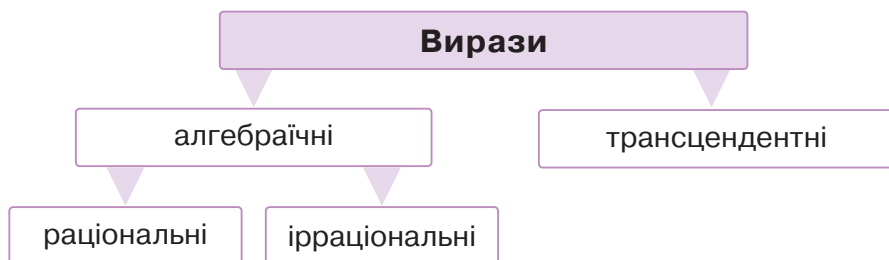 Вирази
алгебраїчні
трансцендентні
раціональні
ірраціональні